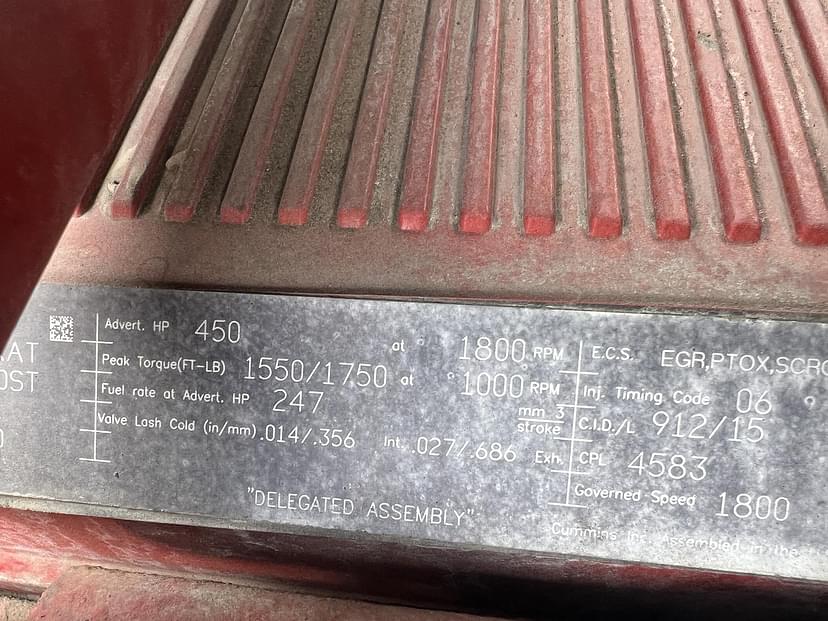 Advert. HP 450 at 1800 RPM
Peak Torque(FT-LB) 1550/1750 at 1000 RPM
Fuel rate at Advert. HP 247 mm 3 stroke
Valve Lash Cold (in/mm) .014/.356 Int. .027/.686 Exh.
"DELEGATED ASSEMBLY"
E.C.S. EGR,PTOX,SCRC
Inj. Timing Code 06 °
C.I.D./L 912/15
CPL 4583
Governed Speed 1800
Cummins Inc. Assembled in the